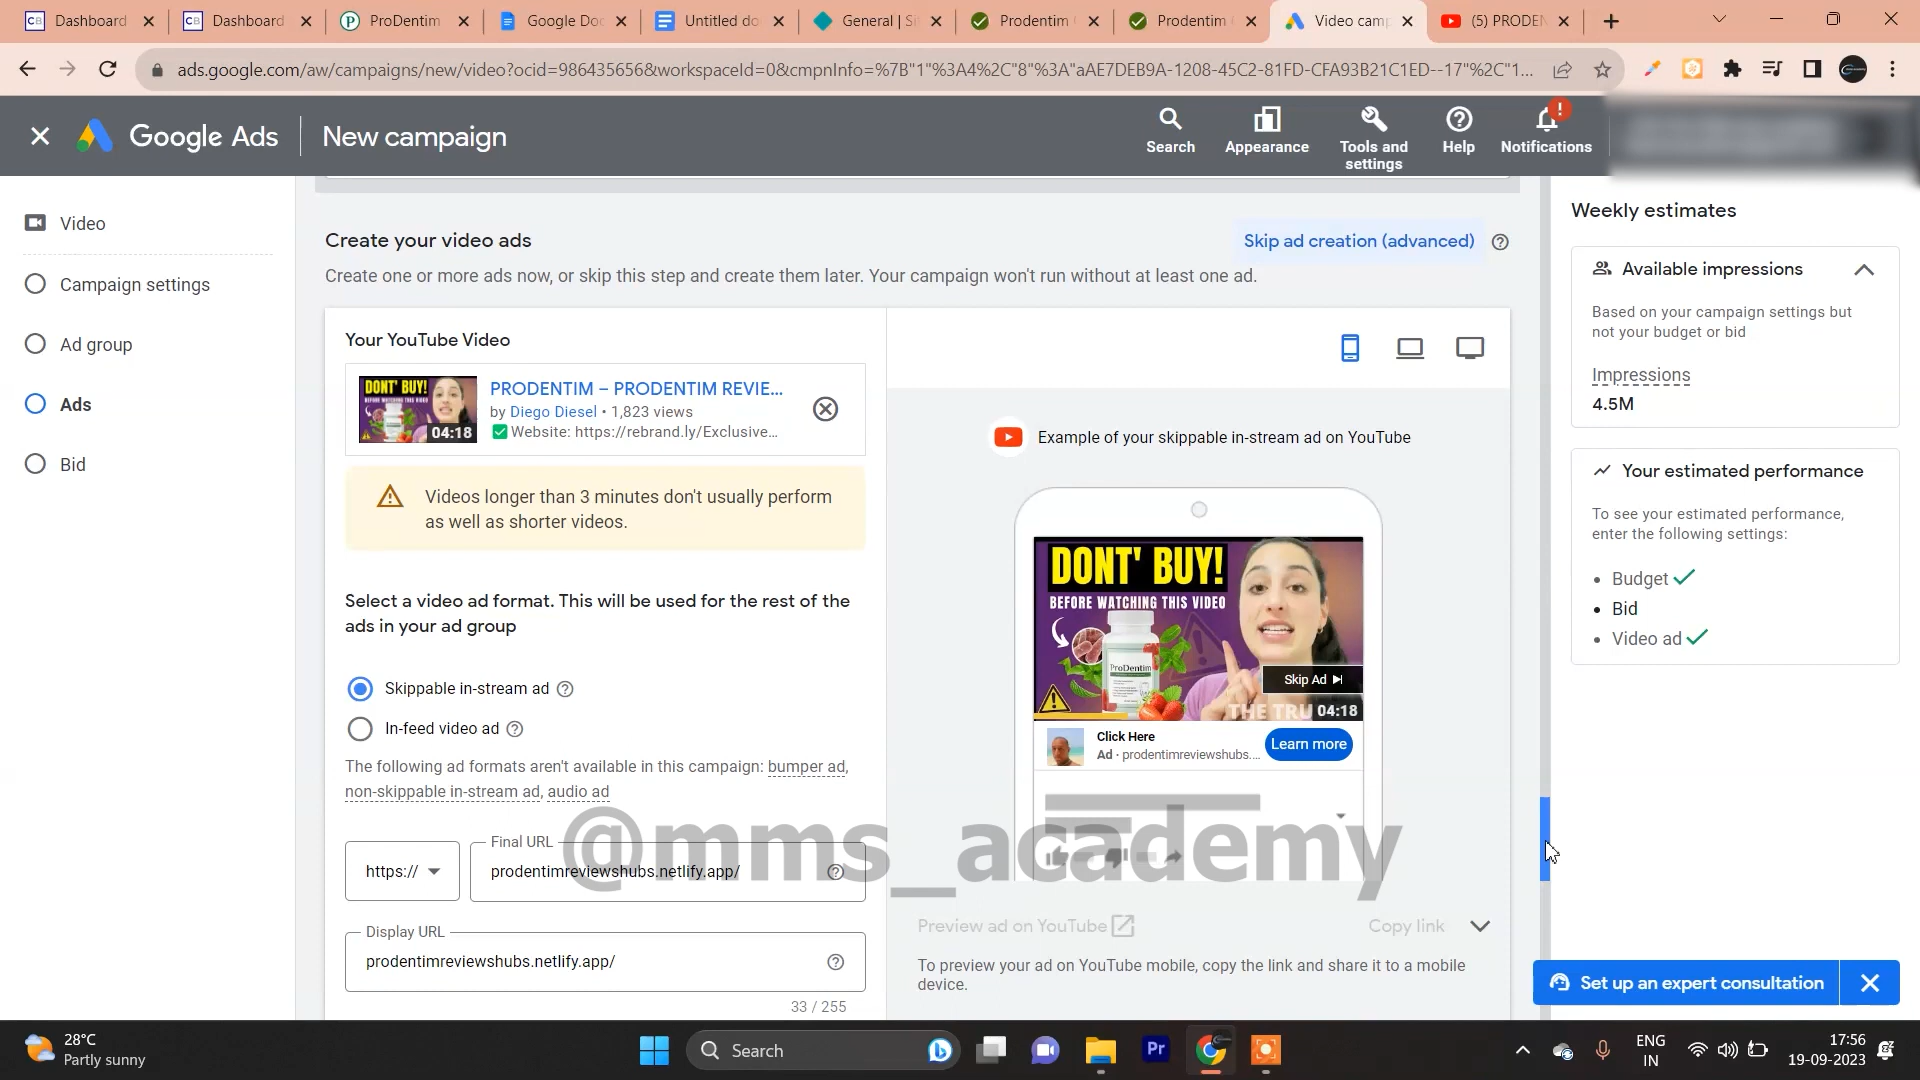 Dashboard
Dashboard
ProDentim
Google Doc
Untitled do
General | Si
Prodentim
Prodentim
Video camp
(5) PRODEN
ads.google.com/aw/campaigns/new/video?ocid=986435656&workspaceId=0&cmpnInfo=%7B"1"%3A4%2C"8"%3A"aAE7DEB9A-1208-45C2-81FD-CFA93B21C1ED--17"%2C"1...
Google Ads
New campaign
Search
Appearance
Tools and
settings
Help
Notifications
Video
Campaign settings
Ad group
Ads
Bid
Create your video ads
Skip ad creation (advanced)
Create one or more ads now, or skip this step and create them later. Your campaign won't run without at least one ad.
Your YouTube Video
DONT' BUY!
BEFORE WATCHING THIS VIDEO
04:18
PRODENTIM – PRODENTIM REVIE...
by Diego Diesel • 1,823 views
Website: https://rebrand.ly/Exclusive...
Videos longer than 3 minutes don't usually perform
as well as shorter videos.
Select a video ad format. This will be used for the rest of the
ads in your ad group
Skippable in-stream ad
In-feed video ad
The following ad formats aren't available in this campaign: bumper ad,
non-skippable in-stream ad, audio ad
https://
Final URL
prodentimreviewshubs.netlify.app/
Display URL
prodentimreviewshubs.netlify.app/
33 / 255
Example of your skippable in-stream ad on YouTube
DONT' BUY!
BEFORE WATCHING THIS VIDEO
ProDentim
Skip Ad
THE TRU 04:18
Click Here
Ad · prodentimreviewshubs....
Learn more
@mms_academy
Preview ad on YouTube
Copy link
To preview your ad on YouTube mobile, copy the link and share it to a mobile
device.
Weekly estimates
Available impressions
Based on your campaign settings but
not your budget or bid
Impressions
4.5M
Your estimated performance
To see your estimated performance,
enter the following settings:
• Budget
• Bid
• Video ad
Set up an expert consultation
28°C
Partly sunny
Search
Pr
ENG
IN
17:56
19-09-2023